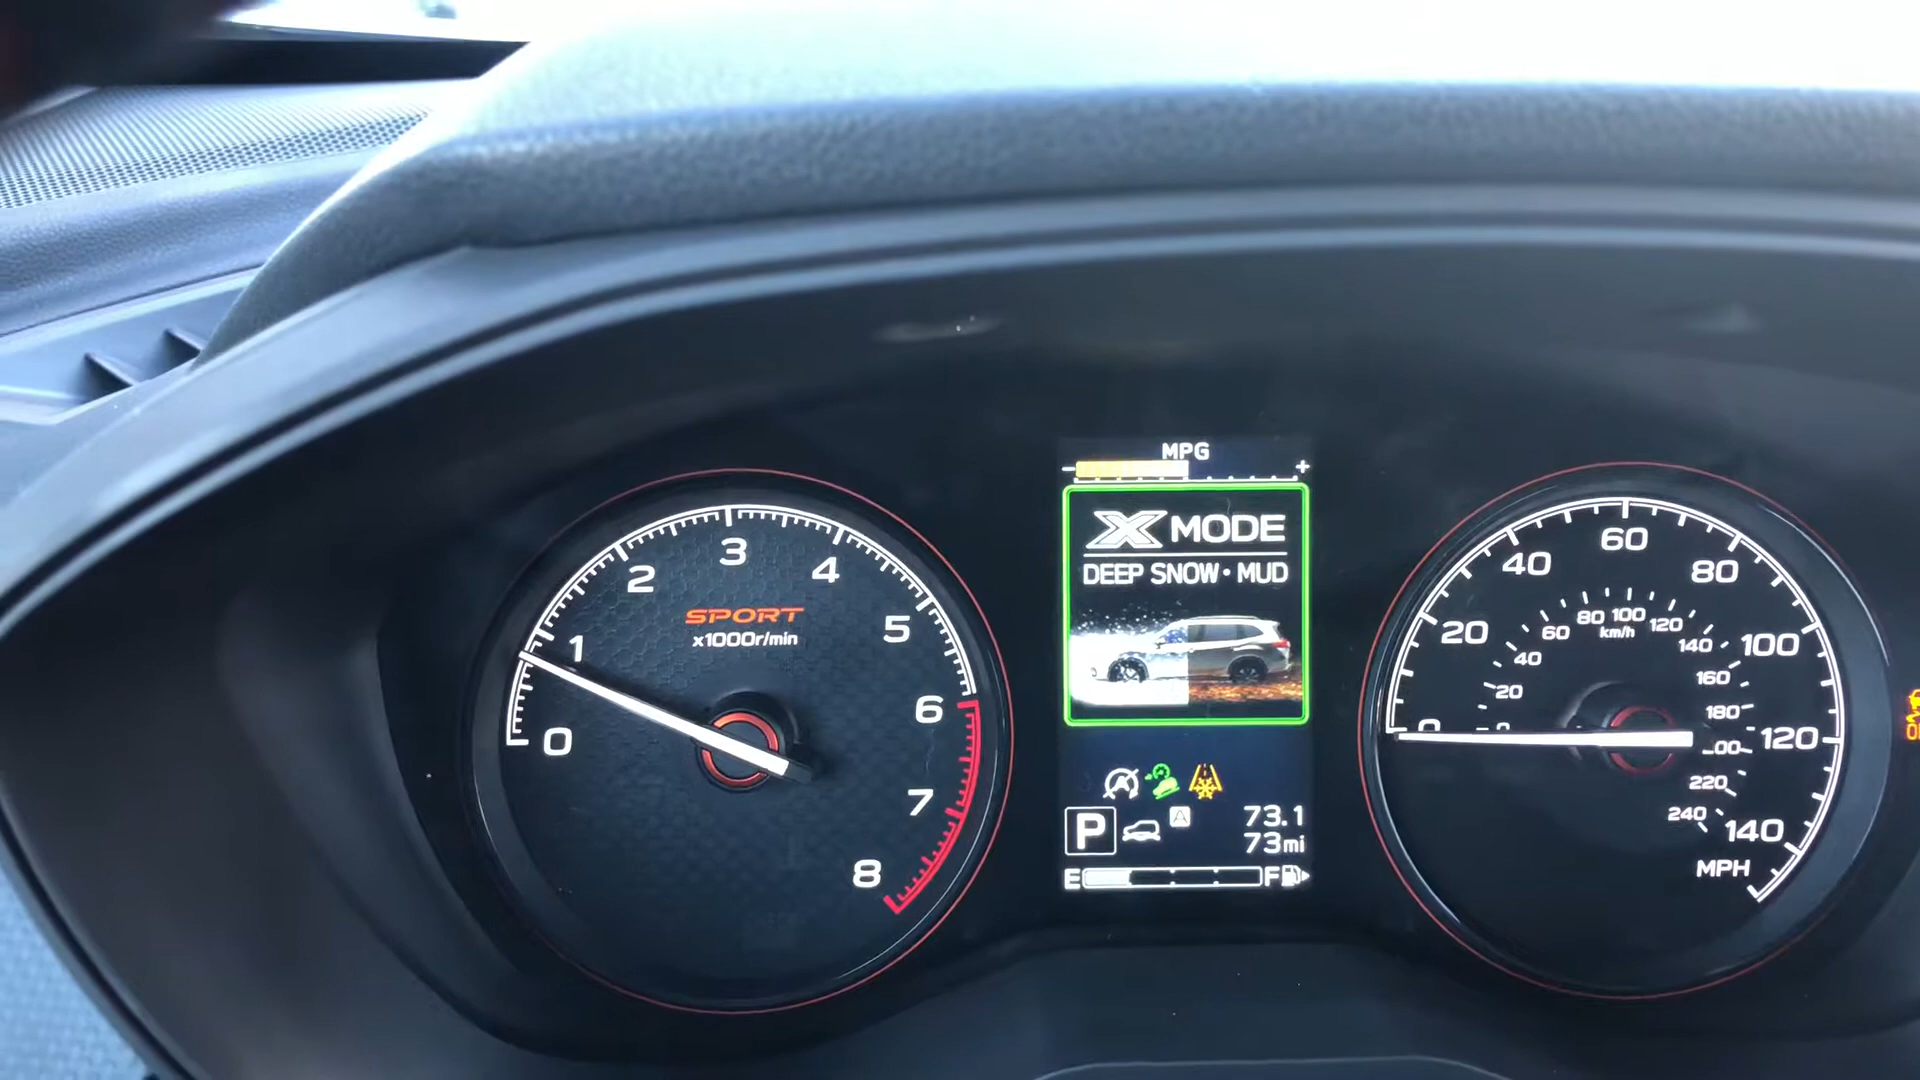 MPG
- +
X MODE
DEEP SNOW • MUD
SPORT
x1000r/min
0
1
2
3
4
5
6
7
8
A
P
A
73.1
73mi
E F
0
20
40
60
80
100
120
140
MPH
0
20
40
60
80
100
120
140
160
180
220
240
km/h